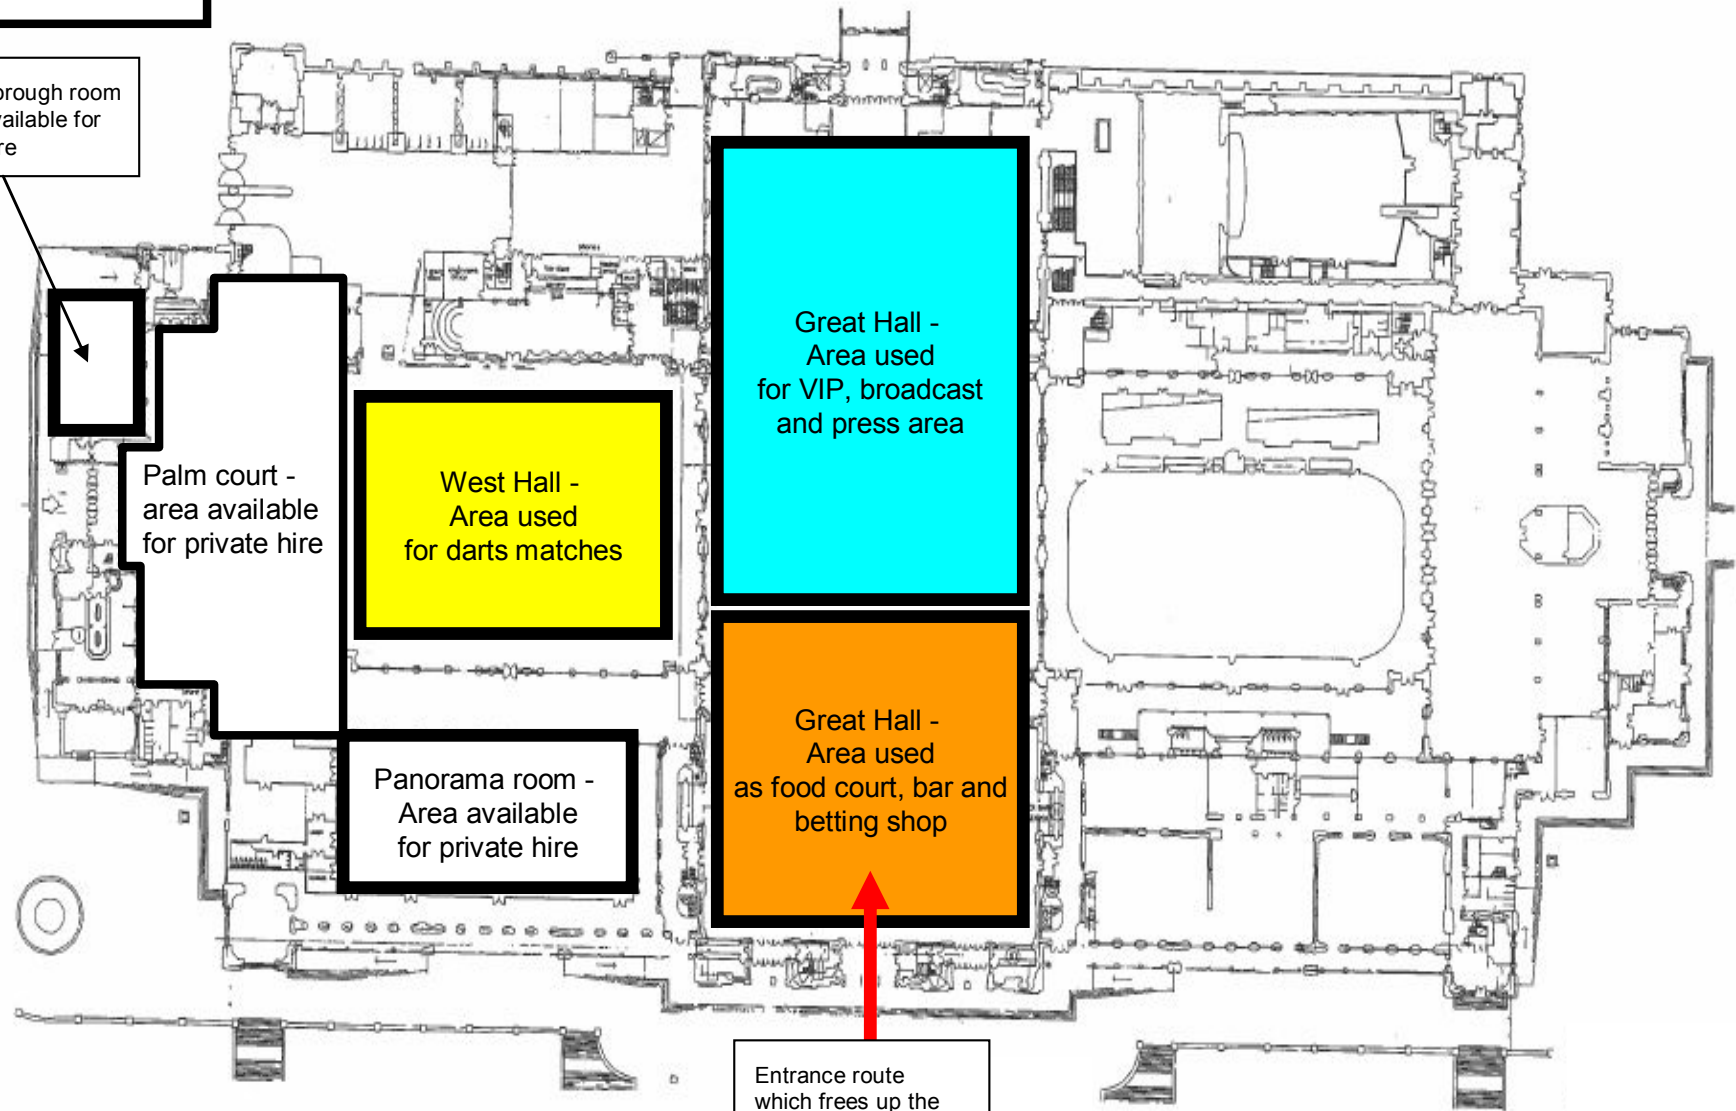 rough room
vailable for
re
Great Hall -
Area used
for VIP, broadcast
and press area
West Hall -
Area used
for darts matches
Palm court -
area available
for private hire
Great Hall -
Area used
as food court, bar and
betting shop
Panorama room -
Area available
for private hire
Entrance route
which frees up the